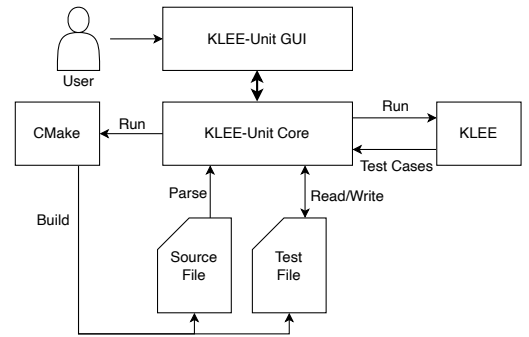 KLEE-Unit GUI
User
Run
CMake
Run
KLEE-Unit Core
KLEE
Test Cases
Parse
Read/Write
Build
Source
File
Test
File